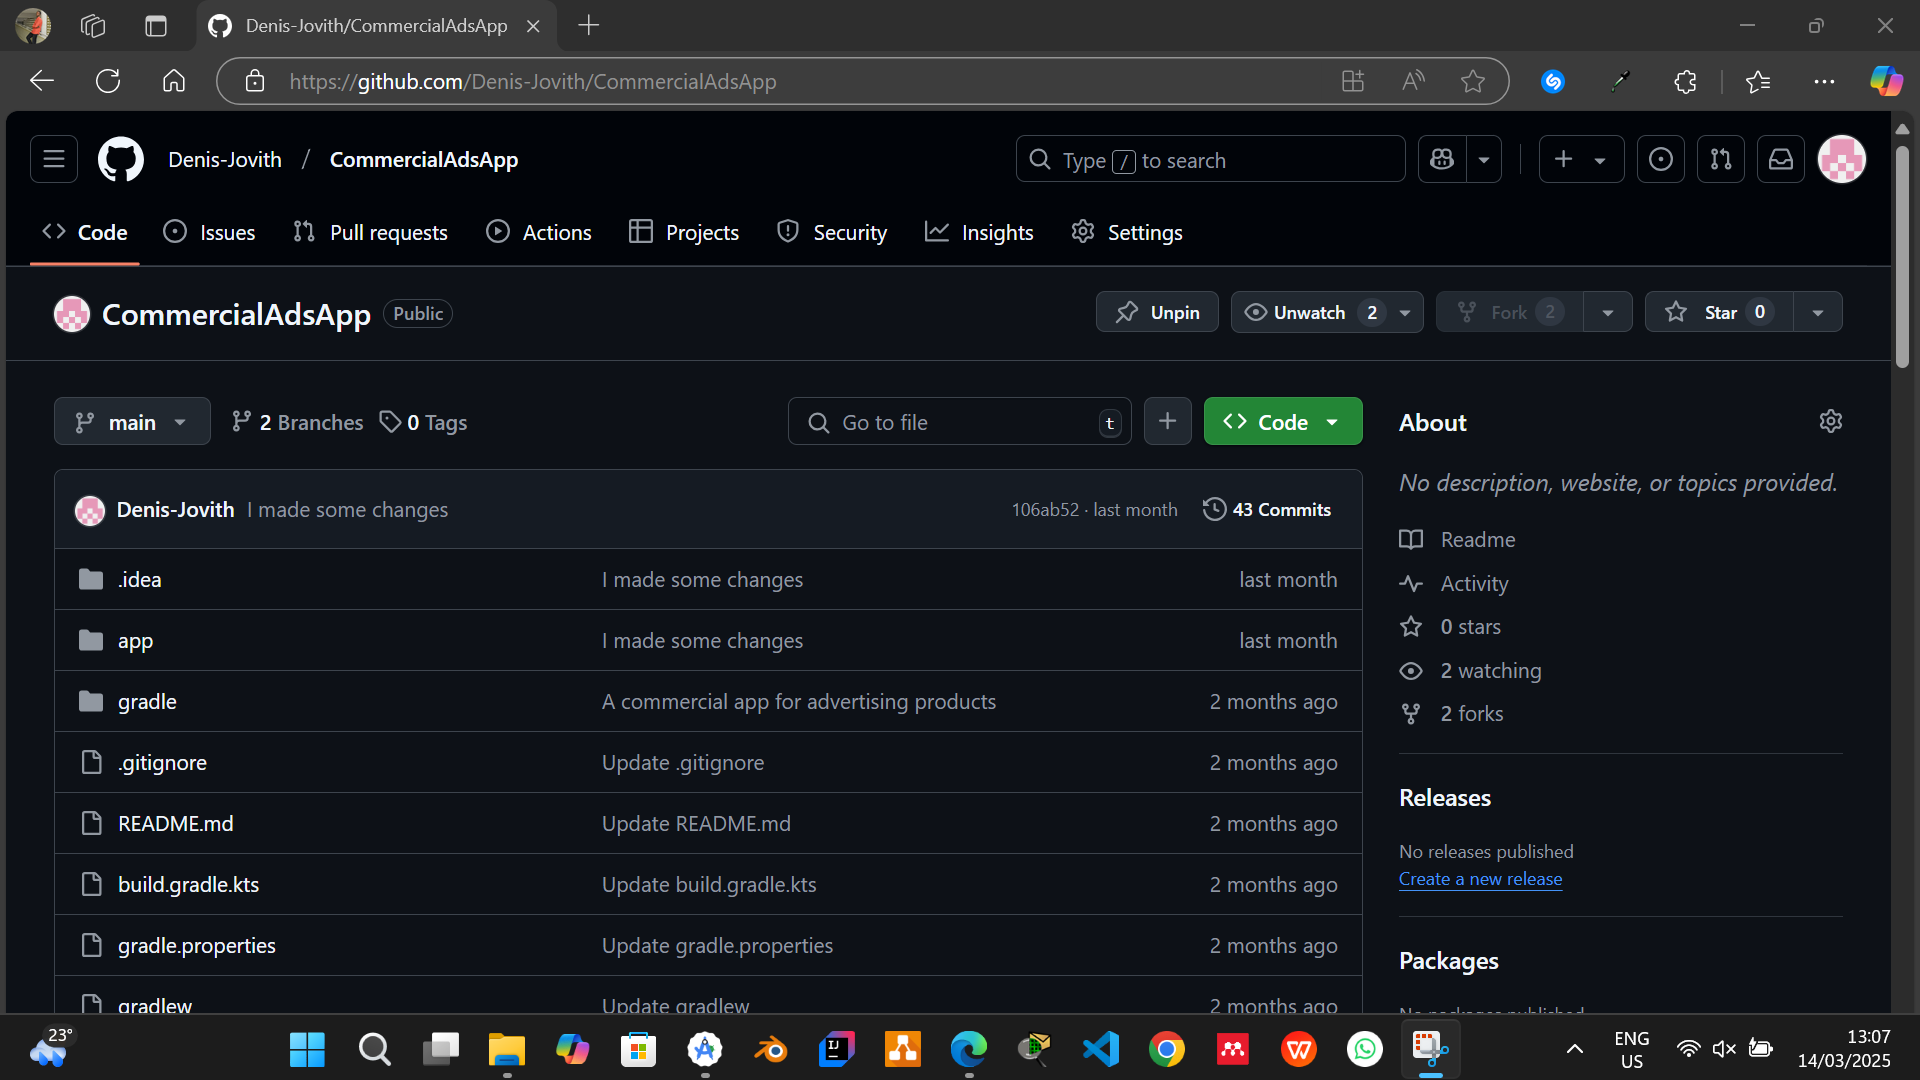 Denis-Jovith/CommercialAdsApp
https://github.com/Denis-Jovith/CommercialAdsApp
Denis-Jovith / CommercialAdsApp
Type / to search
Code Issues Pull requests Actions Projects Security Insights Settings
CommercialAdsApp Public
Unpin Unwatch 2 Fork 2 Star 0
main 2 Branches 0 Tags
Go to file t
Code
Denis-Jovith I made some changes 106ab52 · last month 43 Commits
.idea I made some changes last month
app I made some changes last month
gradle A commercial app for advertising products 2 months ago
.gitignore Update .gitignore 2 months ago
README.md Update README.md 2 months ago
build.gradle.kts Update build.gradle.kts 2 months ago
gradle.properties Update gradle.properties 2 months ago
gradlew Update gradlew 2 months ago
About
No description, website, or topics provided.
Readme
Activity
0 stars
2 watching
2 forks
Releases
No releases published
Create a new release
Packages
No packages published
23°
ENG
US
13:07
14/03/2025